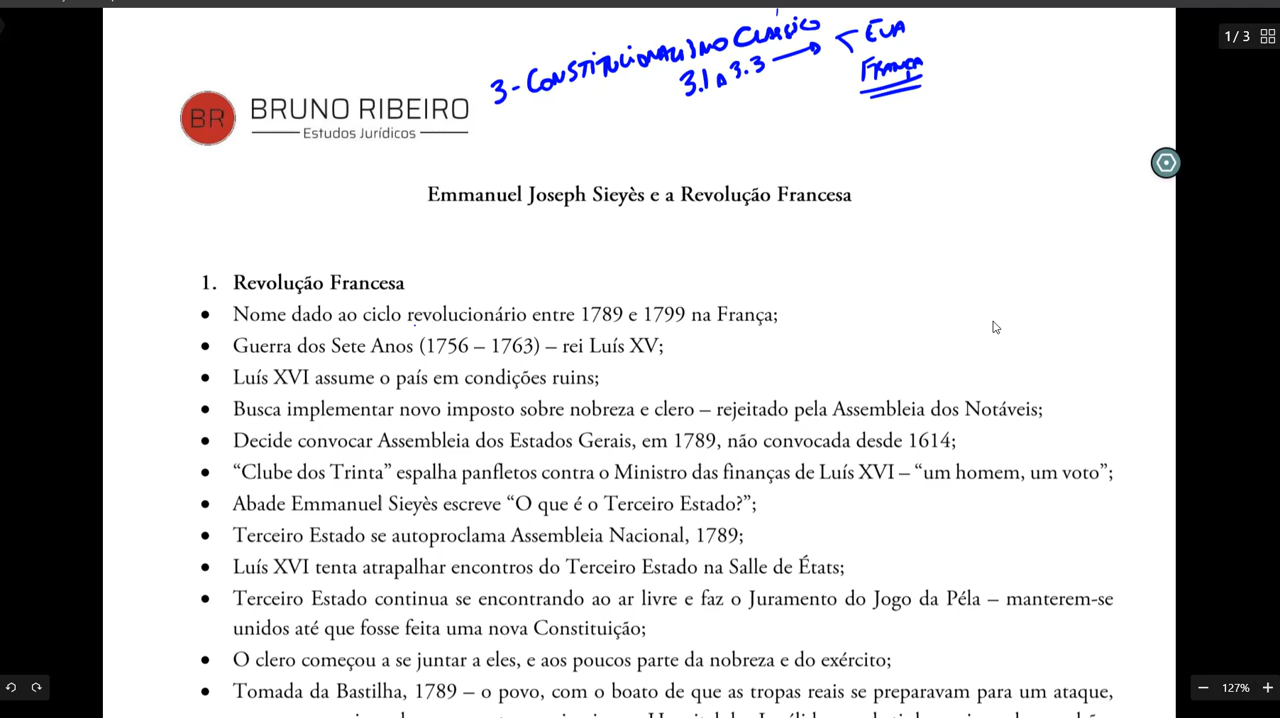 3 - CONSTITUCIONALISMO CLÁSSICO
3.1 A 3.3
EUA
FRANÇA
1 / 3
BR
BRUNO RIBEIRO
Estudos Jurídicos
Emmanuel Joseph Sieyès e a Revolução Francesa
1. Revolução Francesa
• Nome dado ao ciclo revolucionário entre 1789 e 1799 na França;
• Guerra dos Sete Anos (1756 – 1763) – rei Luís XV;
• Luís XVI assume o país em condições ruins;
• Busca implementar novo imposto sobre nobreza e clero – rejeitado pela Assembleia dos Notáveis;
• Decide convocar Assembleia dos Estados Gerais, em 1789, não convocada desde 1614;
• “Clube dos Trinta” espalha panfletos contra o Ministro das finanças de Luís XVI – “um homem, um voto”;
• Abade Emmanuel Sieyès escreve “O que é o Terceiro Estado?”;
• Terceiro Estado se autoproclama Assembleia Nacional, 1789;
• Luís XVI tenta atrapalhar encontros do Terceiro Estado na Salle de États;
• Terceiro Estado continua se encontrando ao ar livre e faz o Juramento do Jogo da Péla – manterem-se
unidos até que fosse feita uma nova Constituição;
• O clero começou a se juntar a eles, e aos poucos parte da nobreza e do exército;
• Tomada da Bastilha, 1789 – o povo, com o boato de que as tropas reais se preparavam para um ataque,
127%